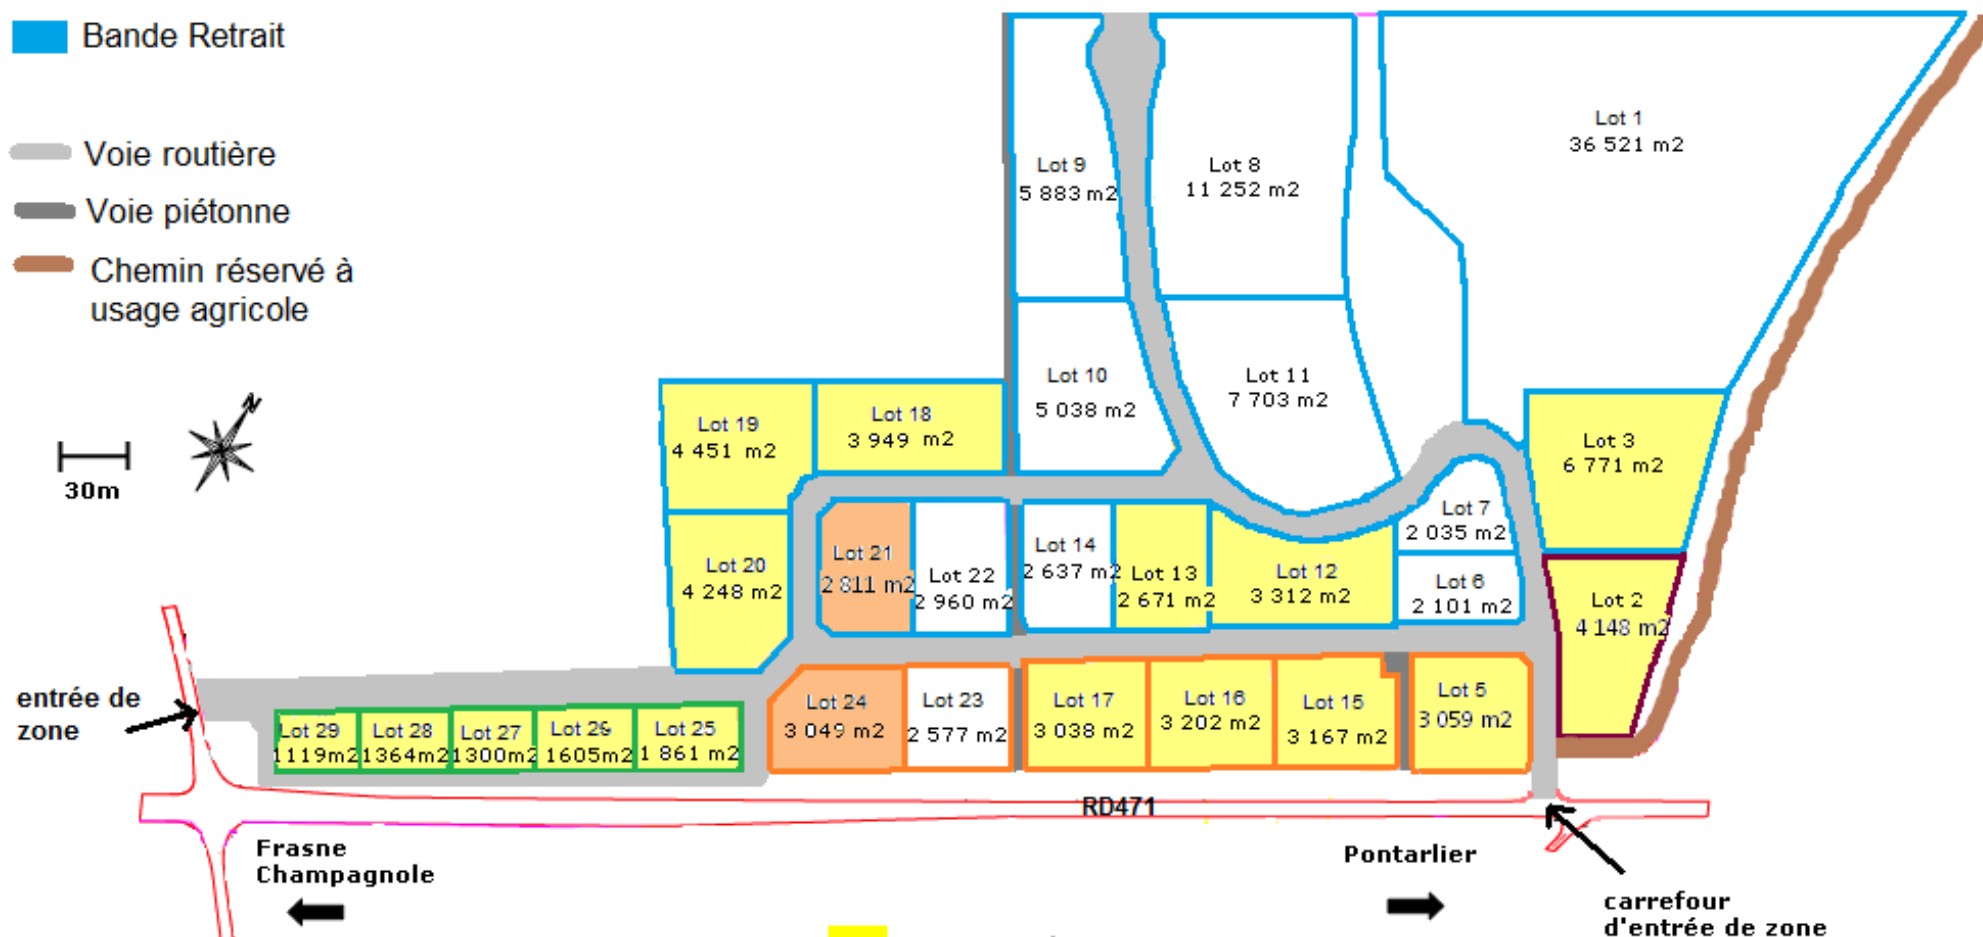 Bande Retrait
Voie routière
Voie piétonne
Chemin réservé à
usage agricole
N
30m
Lot 1
36 521 m2
Lot 9
5 883 m2
Lot 8
11 252 m2
Lot 10
5 038 m2
Lot 11
7 703 m2
Lot 19
4 451 m2
Lot 18
3 949 m2
Lot 3
6 771 m2
Lot 20
4 248 m2
Lot 21
2 811 m2
Lot 22
2 960 m2
Lot 14
2 637 m2
Lot 13
2 671 m2
Lot 12
3 312 m2
Lot 7
2 035 m2
Lot 6
2 101 m2
Lot 2
4 148 m2
entrée de
zone
Lot 29
1119m2
Lot 28
1364m2
Lot 27
1300m2
Lot 26
1605m2
Lot 25
1 861 m2
Lot 24
3 049 m2
Lot 23
2 577 m2
Lot 17
3 038 m2
Lot 16
3 202 m2
Lot 15
3 167 m2
Lot 5
3 059 m2
RD471
Frasne
Champagnole
Pontarlier
carrefour
d'entrée de zone